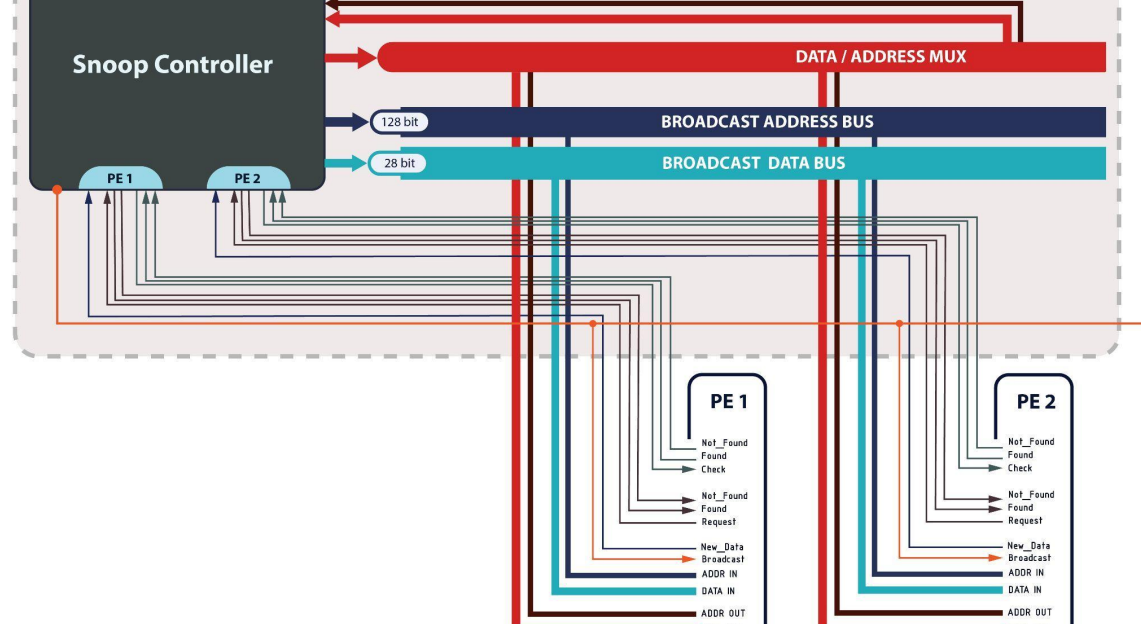 Snoop Controller
DATA / ADDRESS MUX
128 bit
BROADCAST ADDRESS BUS
28 bit
BROADCAST DATA BUS
PE 1
PE 2
PE 1
Not_Found
Found
Check
Not_Found
Found
Request
New_Data
Broadcast
ADDR IN
DATA IN
ADDR OUT
PE 2
Not_Found
Found
Check
Not_Found
Found
Request
New_Data
Broadcast
ADDR IN
DATA IN
ADDR OUT